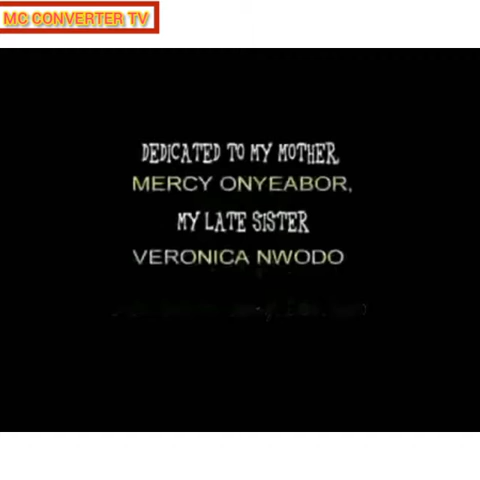 MC CONVERTER TV
DEDICATED TO MY MOTHER
MERCY ONYEABOR,
MY LATE SISTER
VERONICA NWODO